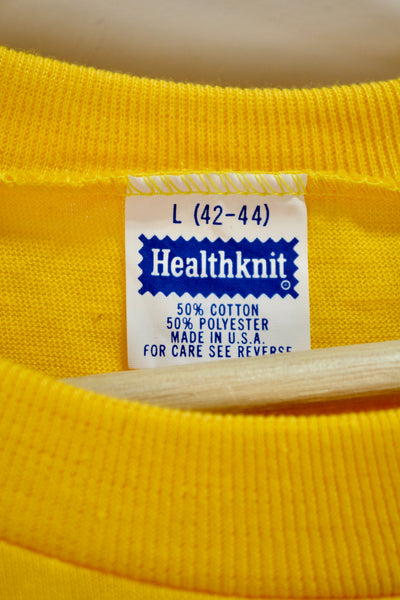 L (42-44)
Healthknit
50% COTTON
50% POLYESTER
MADE IN U.S.A.
FOR CARE SEE REVERSE